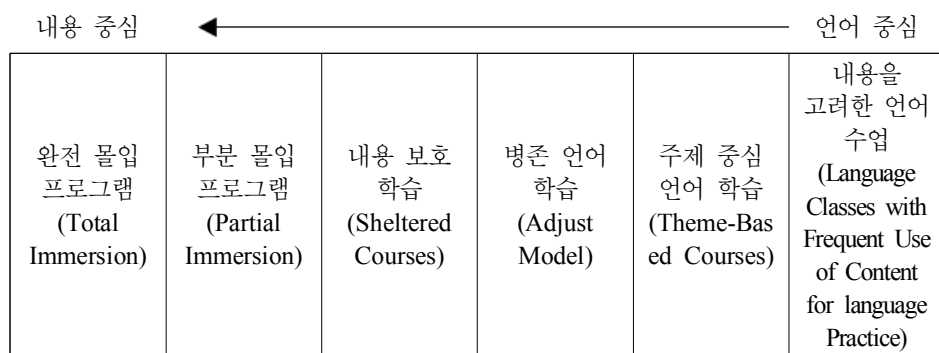 내용 중심 언어 중심
완전 몰입
프로그램
(Total
Immersion)
부분 몰입
프로그램
(Partial
Immersion)
내용 보호
학습
(Sheltered
Courses)
병존 언어
학습
(Adjust
Model)
주제 중심
언어 학습
(Theme-Bas
ed Courses)
내용을
고려한 언어
수업
(Language
Classes with
Frequent Use
of Content
for language
Practice)